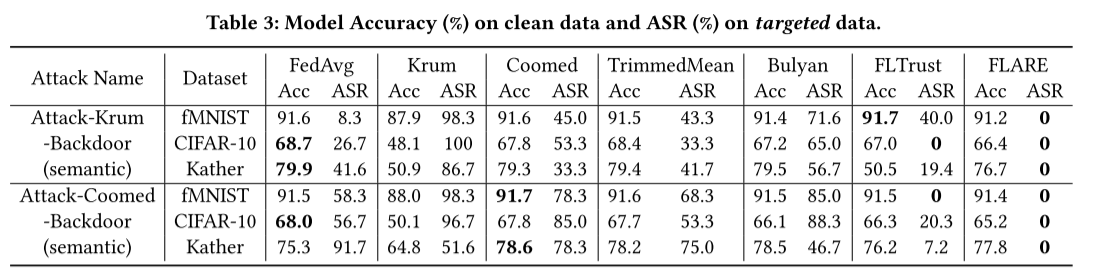 Table 3: Model Accuracy (%) on clean data and ASR (%) on targeted data.
Attack Name Dataset FedAvg Krum Coomed TrimmedMean Bulyan FLTrust FLARE
Acc ASR Acc ASR Acc ASR Acc ASR Acc ASR Acc ASR Acc ASR
Attack-Krum fMNIST 91.6 8.3 87.9 98.3 91.6 45.0 91.5 43.3 91.4 71.6 91.7 40.0 91.2 0
-Backdoor CIFAR-10 68.7 26.7 48.1 100 67.8 53.3 68.4 33.3 67.2 65.0 67.0 0 66.4 0
(semantic) Kather 79.9 41.6 50.9 86.7 79.3 33.3 79.4 41.7 79.5 56.7 50.5 19.4 76.7 0
Attack-Coomed fMNIST 91.5 58.3 88.0 98.3 91.7 78.3 91.6 68.3 91.5 85.0 91.5 0 91.4 0
-Backdoor CIFAR-10 68.0 56.7 50.1 96.7 67.8 85.0 67.7 53.3 66.1 88.3 66.3 20.3 65.2 0
(semantic) Kather 75.3 91.7 64.8 51.6 78.6 78.3 78.2 75.0 78.5 46.7 76.2 7.2 77.8 0